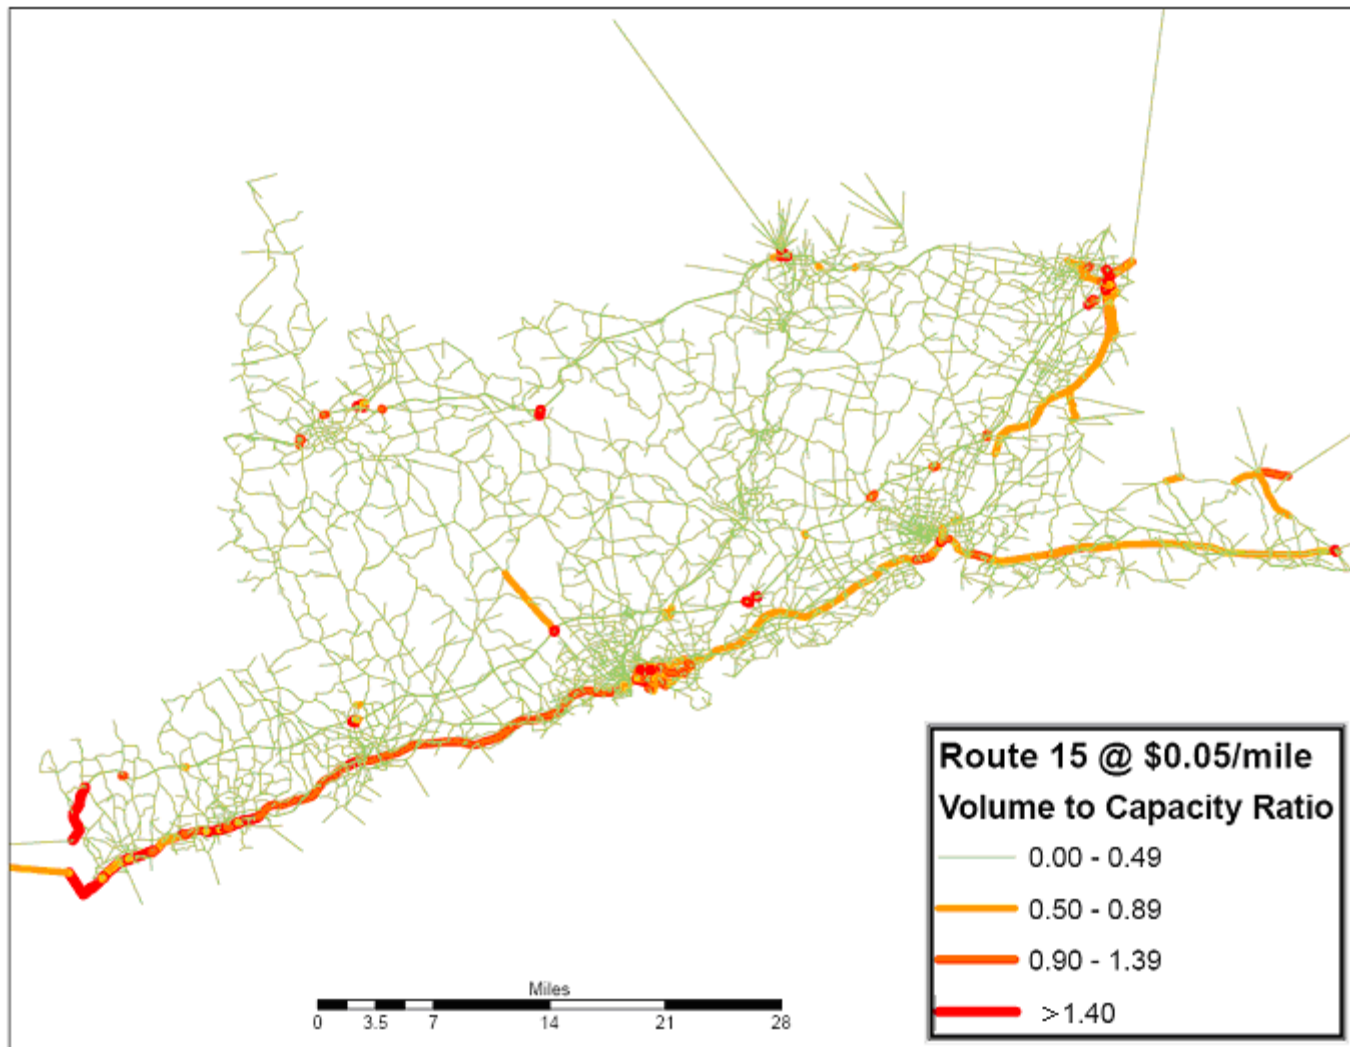 Route 15 @ $0.05/mile
Volume to Capacity Ratio
0.00 - 0.49
0.50 - 0.89
0.90 - 1.39
>1.40
Miles
0 3.5 7 14 21 28